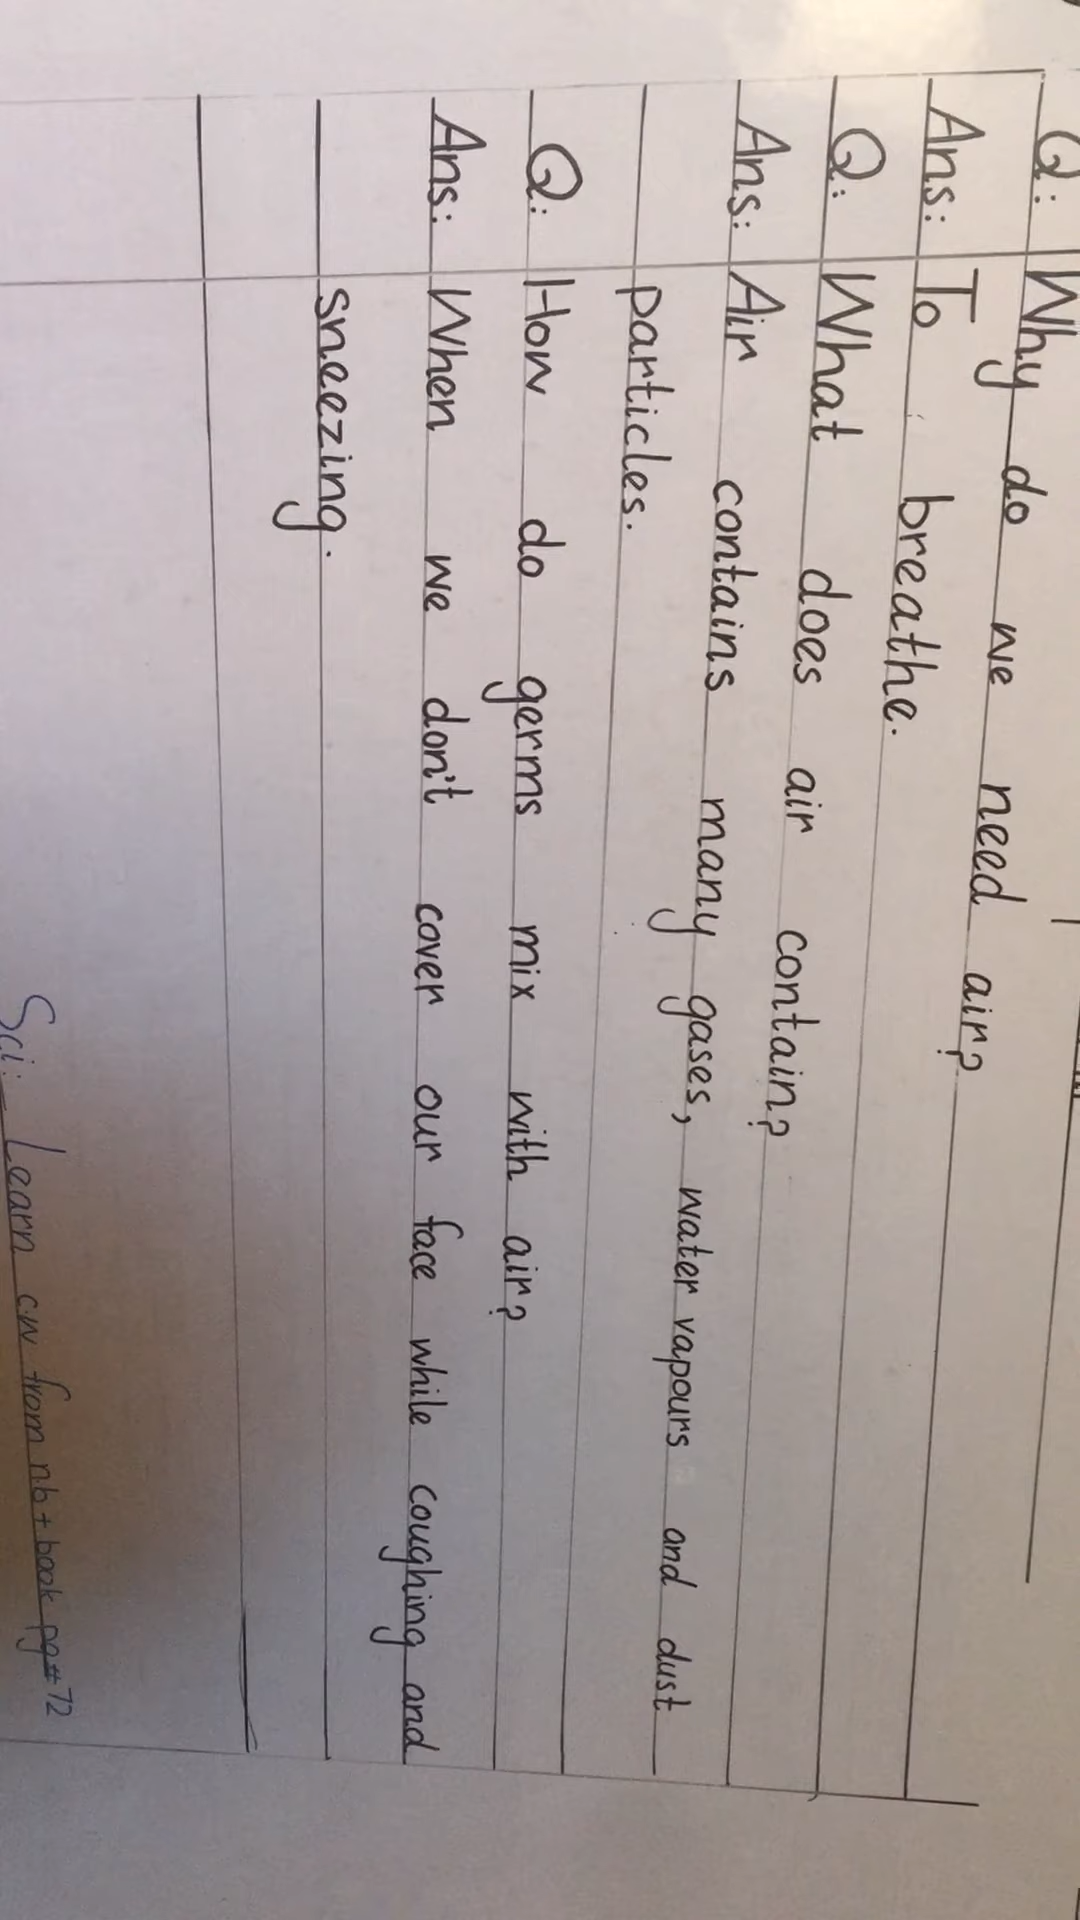 Q: Why do we need air?
Ans: To breathe.
Q: What does air contain?
Ans: Air contains many gases, water vapours and dust
particles.
Q: How do germs mix with air?
Ans: When we don't cover our face while coughing and
sneezing.
Sci: Learn cw from nb + book pg# 72